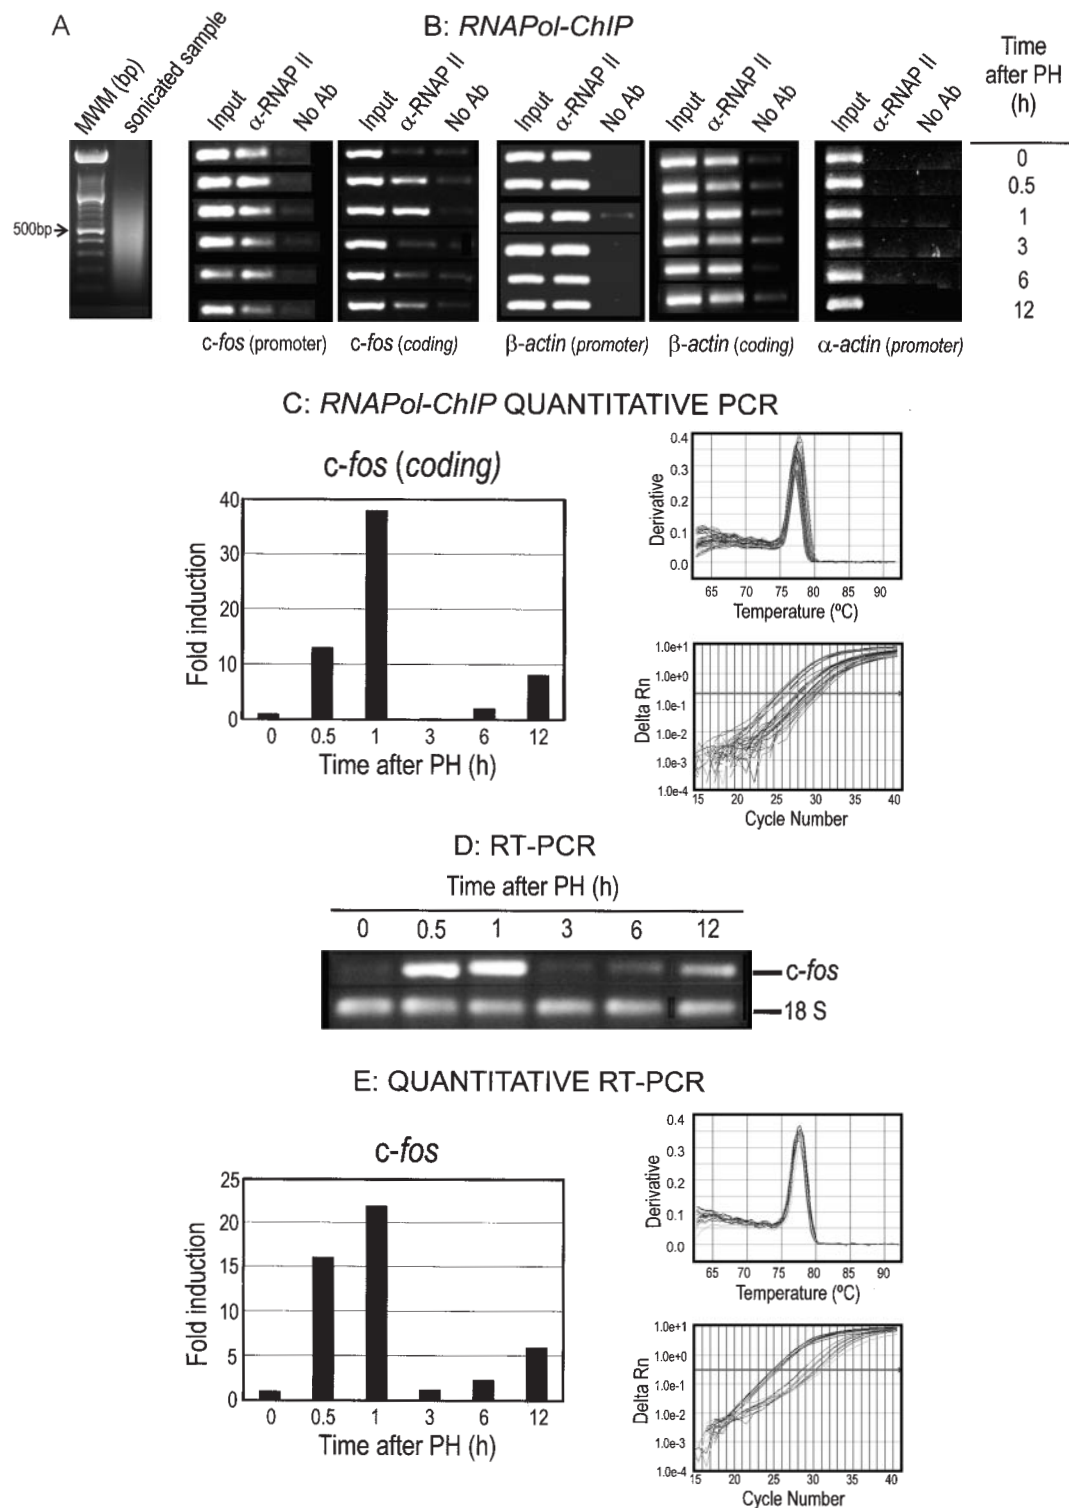 A
B: RNAPol-ChIP
MWM (bp)
sonicated sample
Input
α-RNAP II
No Ab
Input
α-RNAP II
No Ab
Input
α-RNAP II
No Ab
Input
α-RNAP II
No Ab
Input
α-RNAP II
No Ab
Time
after PH
(h)
0
0.5
1
3
6
12
500bp
c-fos (promoter)
c-fos (coding)
β-actin (promoter)
β-actin (coding)
α-actin (promoter)
C: RNAPol-ChIP QUANTITATIVE PCR
c-fos (coding)
Fold induction
40
30
20
10
0
0 0.5 1 3 6 12
Time after PH (h)
Derivative
0.4
0.3
0.2
0.1
0.0
65 70 75 80 85 90
Temperature (ºC)
Delta Rn
1.0e+1
1.0e+0
1.0e-1
1.0e-2
1.0e-3
1.0e-4
15 20 25 30 35 40
Cycle Number
D: RT-PCR
Time after PH (h)
0 0.5 1 3 6 12
c-fos
18 S
E: QUANTITATIVE RT-PCR
c-fos
Fold induction
25
20
15
10
5
0
0 0.5 1 3 6 12
Time after PH (h)
Derivative
0.4
0.3
0.2
0.1
0.0
65 70 75 80 85 90
Temperature (ºC)
Delta Rn
1.0e+1
1.0e+0
1.0e-1
1.0e-2
1.0e-3
1.0e-4
15 20 25 30 35 40
Cycle Number